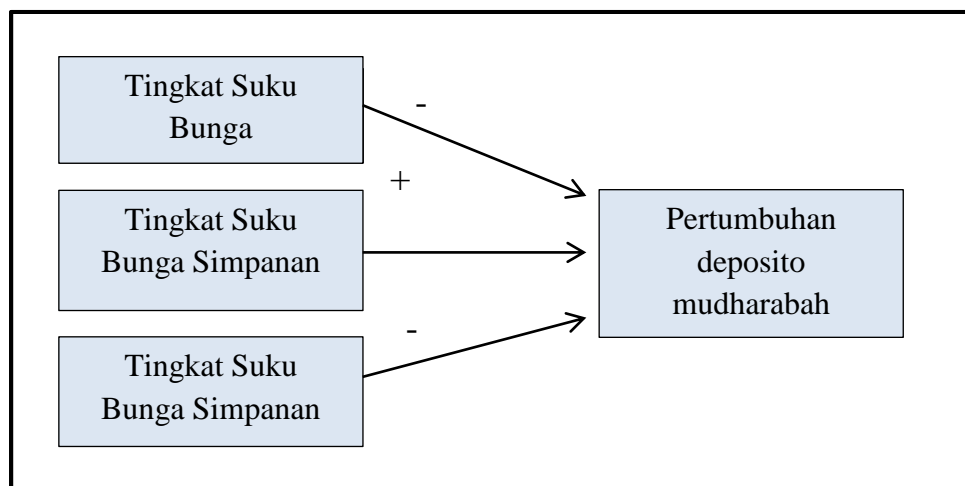 Tingkat Suku
Bunga
-
+
Tingkat Suku
Bunga Simpanan
-
Tingkat Suku
Bunga Simpanan
Pertumbuhan
deposito
mudharabah